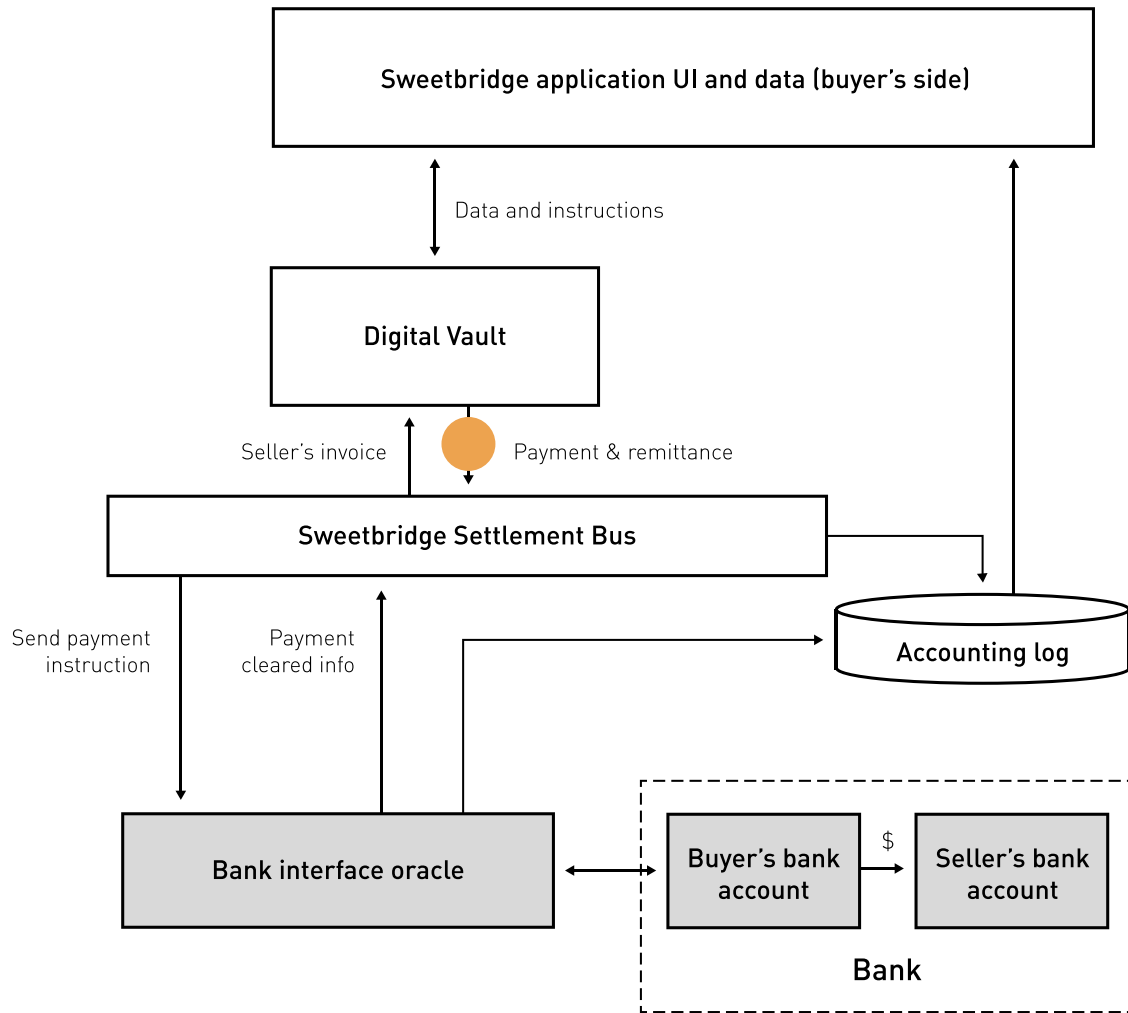 Sweetbridge application UI and data (buyer’s side)
Data and instructions
Digital Vault
Seller’s invoice
Payment & remittance
Sweetbridge Settlement Bus
Send payment
instruction
Payment
cleared info
Accounting log
Bank interface oracle
Buyer’s bank
account
$
Seller’s bank
account
Bank